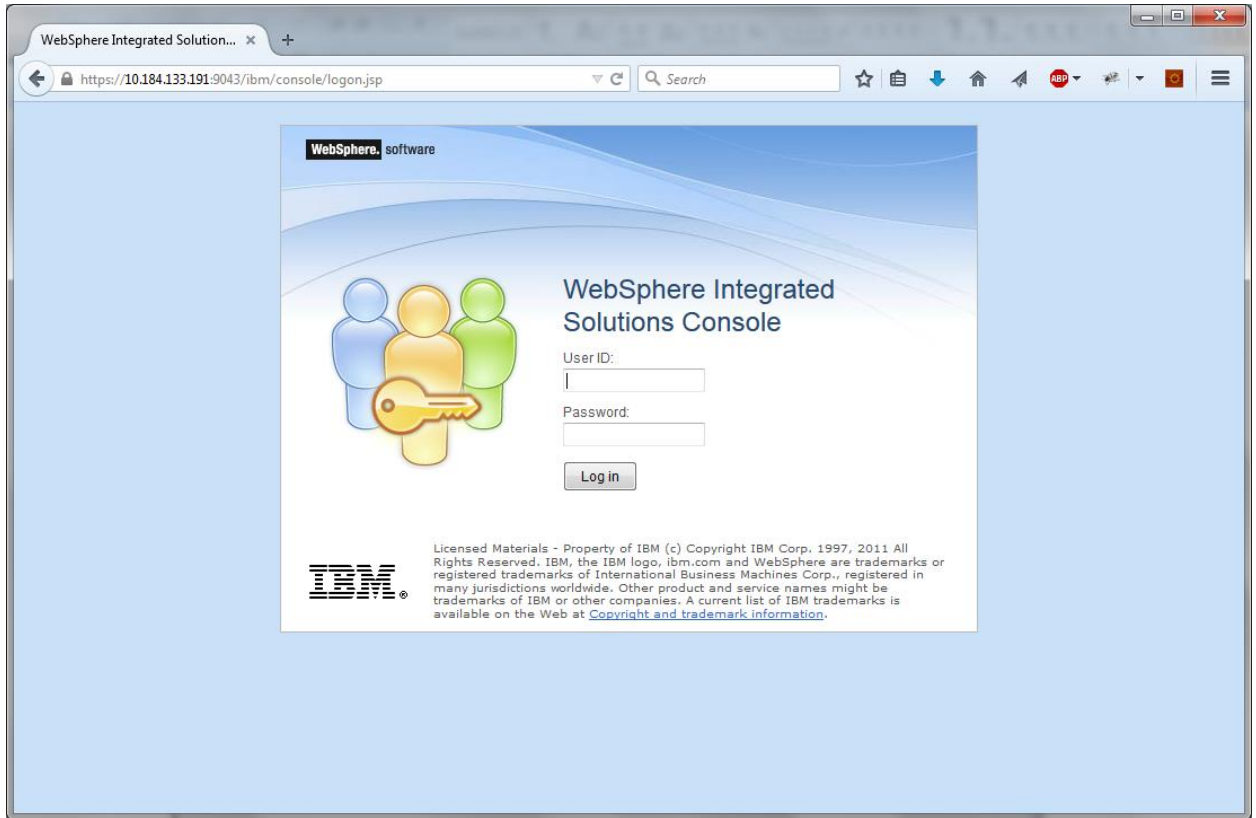 WebSphere Integrated Solution...
https://10.184.133.191:9043/ibm/console/logon.jsp
Search
ABP
WebSphere. software
WebSphere Integrated
Solutions Console
User ID:
Password:
Log in
Licensed Materials - Property of IBM (c) Copyright IBM Corp. 1997, 2011 All
Rights Reserved. IBM, the IBM logo, ibm.com and WebSphere are trademarks or
registered trademarks of International Business Machines Corp., registered in
many jurisdictions worldwide. Other product and service names might be
trademarks of IBM or other companies. A current list of IBM trademarks is
available on the Web at Copyright and trademark information.
IBM®